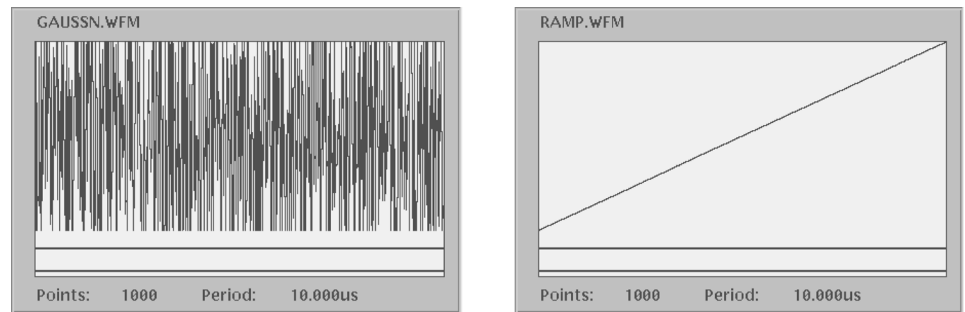 GAUSSN.WFM
Points: 1000 Period: 10.000us
RAMP.WFM
Points: 1000 Period: 10.000us